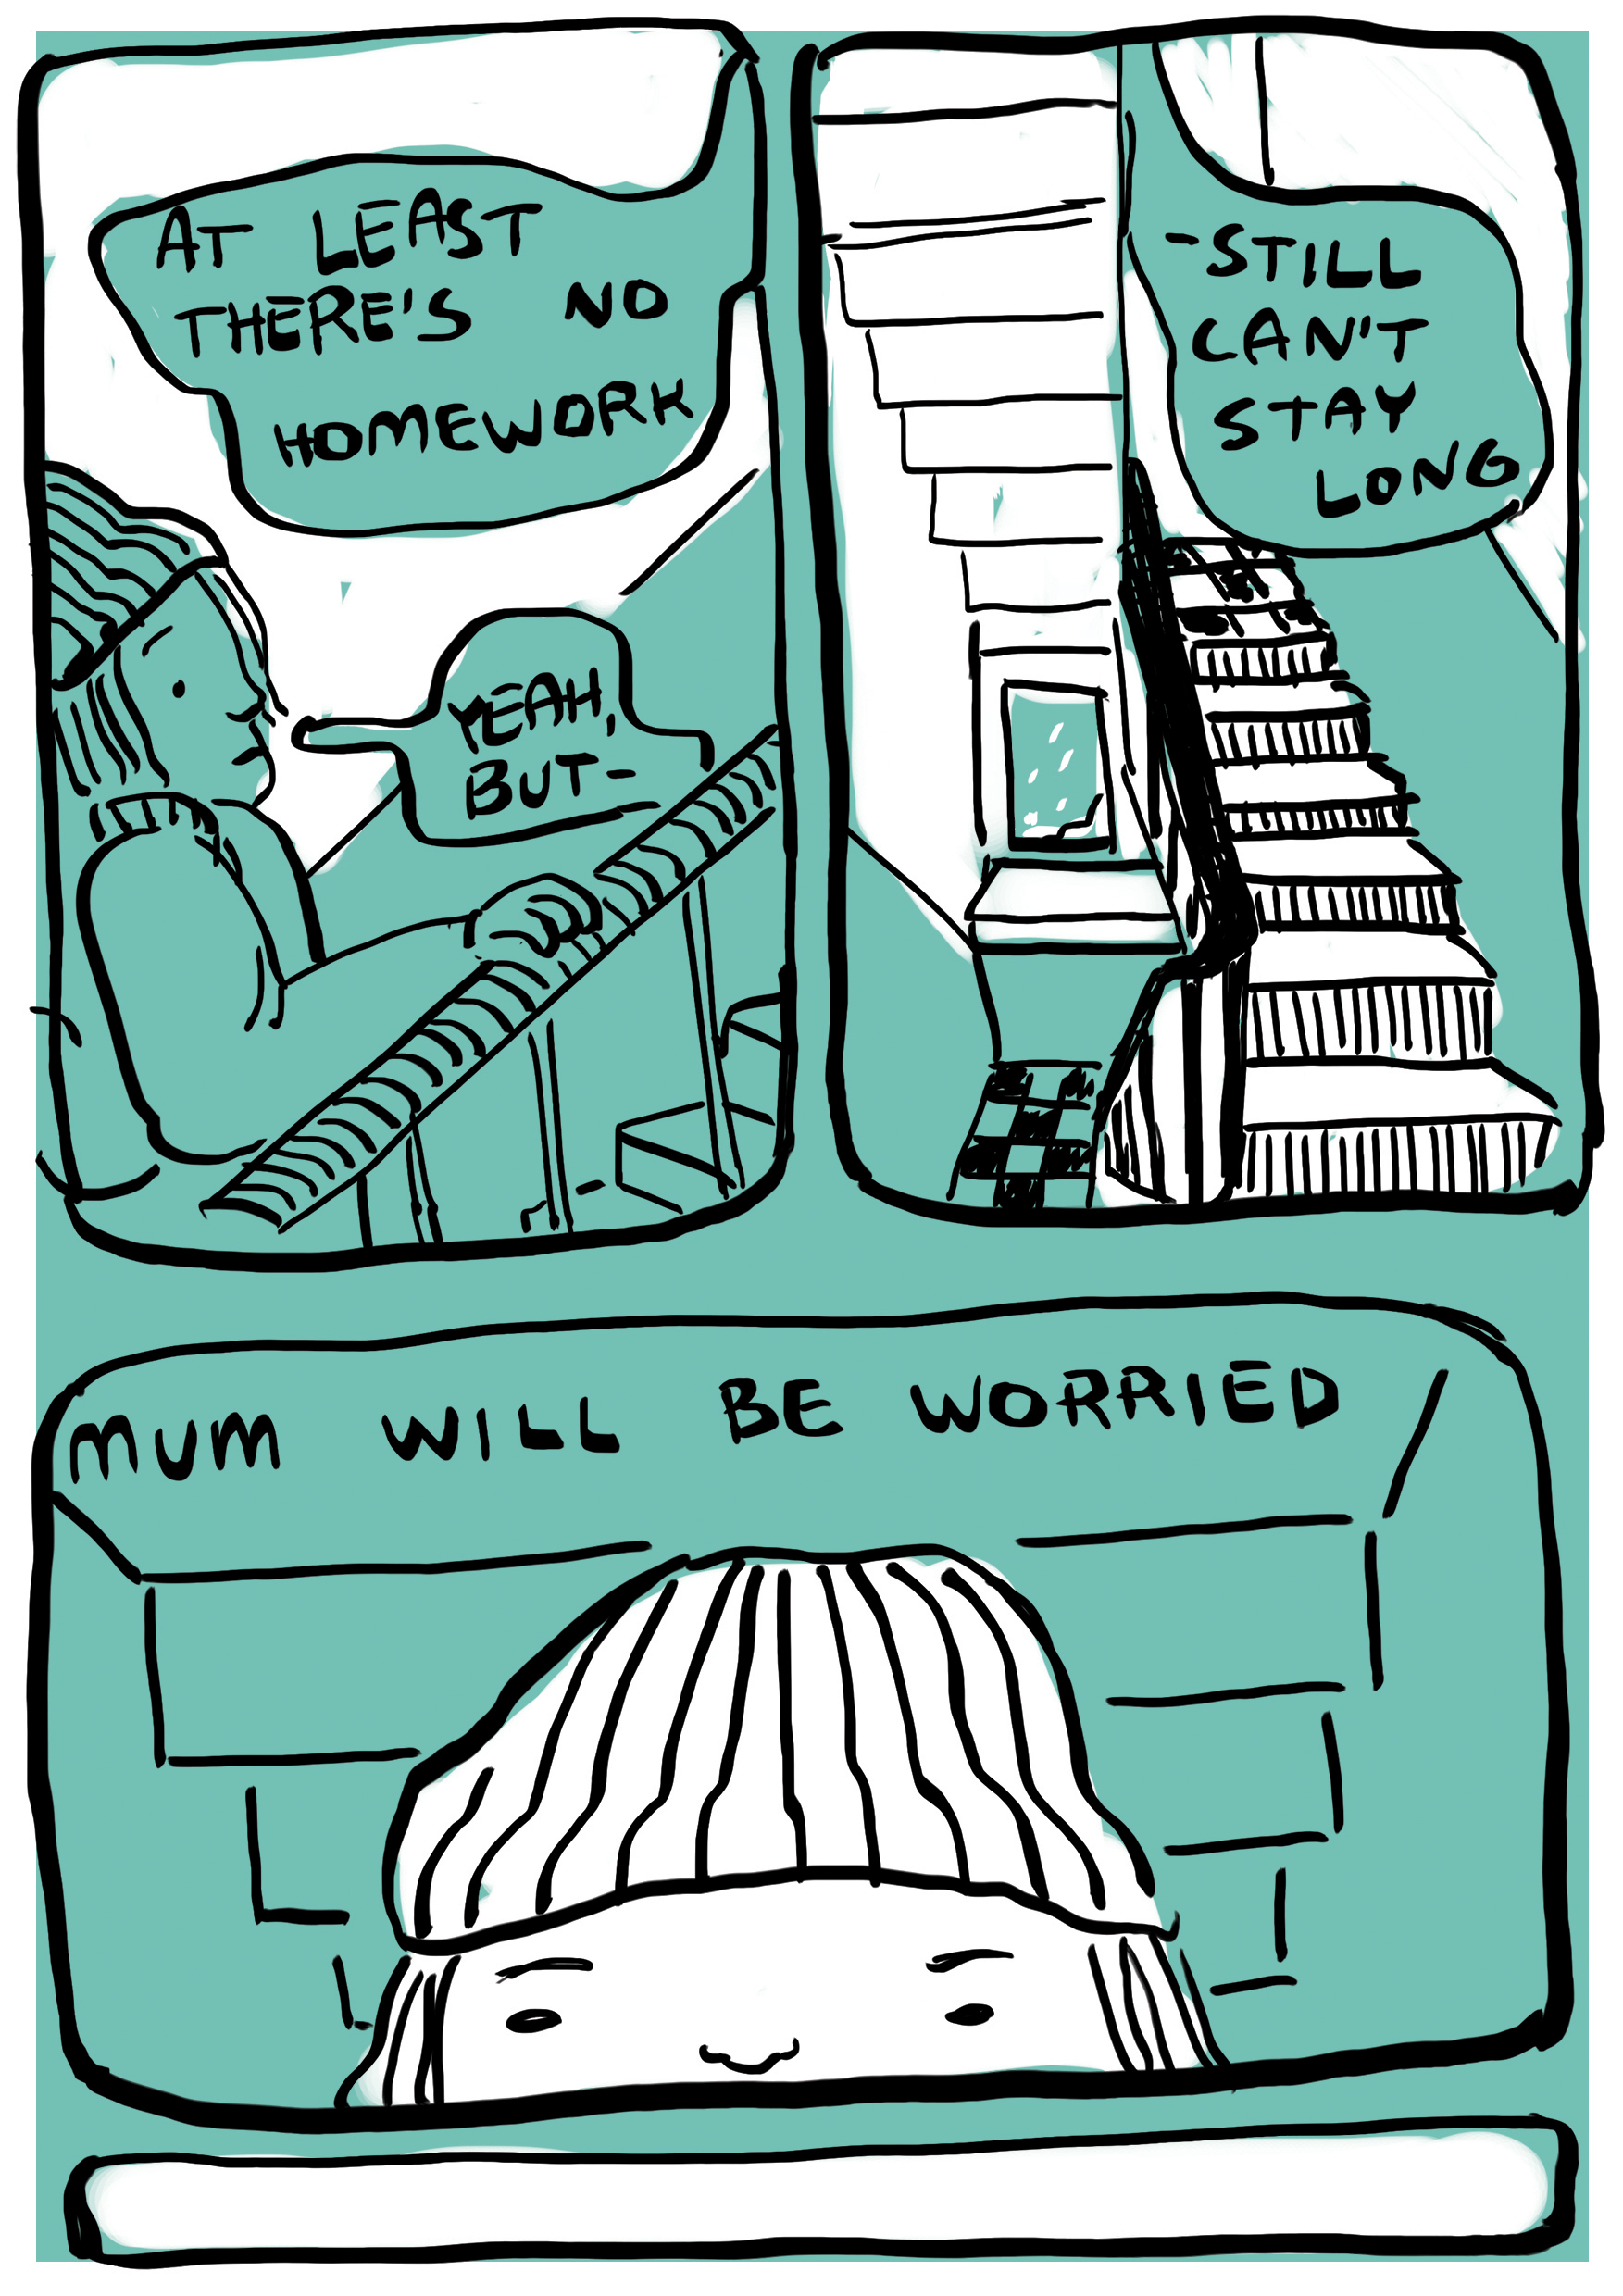 AT LEAST
THERE'S NO
HOMEWORK
YEAH,
BUT-
-STILL
CAN'T
STAY
LONG
MUM WILL BE WORRIED